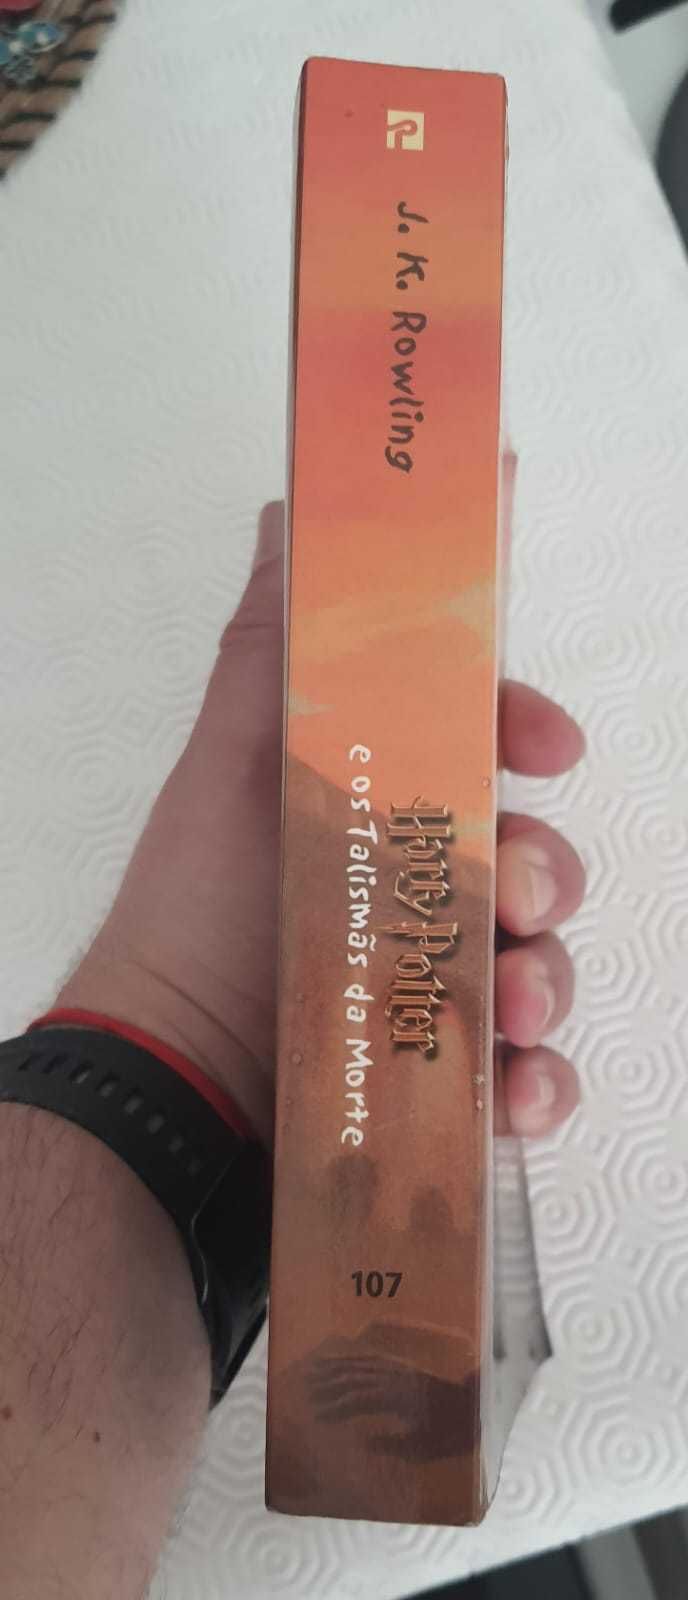 J. K. Rowling
Harry Potter
e os Talismãs da Morte
107